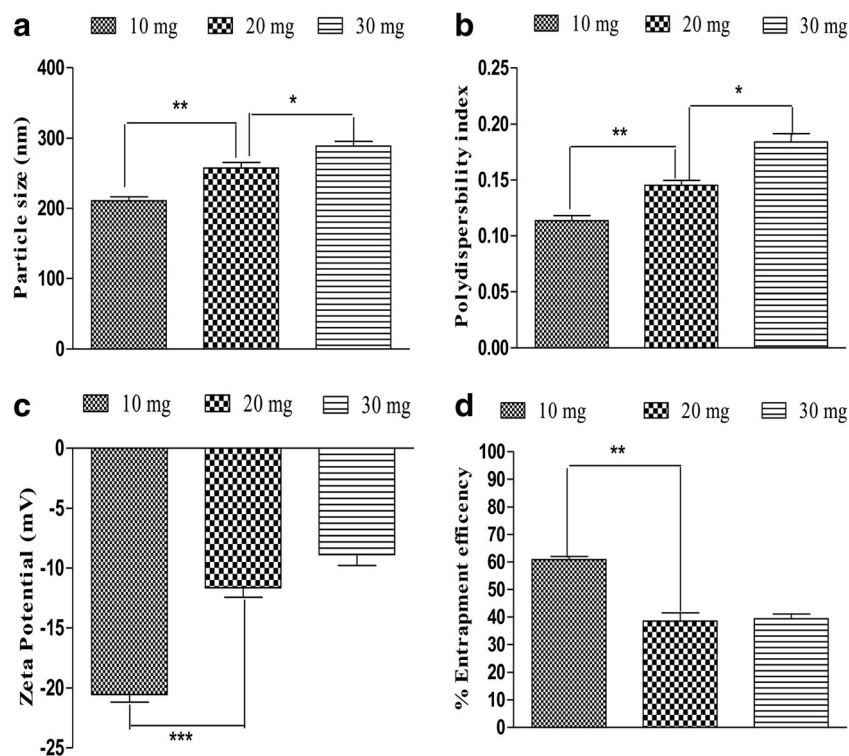 a
10 mg 20 mg 30 mg
Particle size (nm)
400
300
200
100
0
**
*
b
10 mg 20 mg 30 mg
Polydispersbility index
0.25
0.20
0.15
0.10
0.05
0.00
**
*
c
10 mg 20 mg 30 mg
Zeta Potential (mV)
0
-5
-10
-15
-20
-25
***
d
10 mg 20 mg 30 mg
% Entrapment efficency
100
90
80
70
60
50
40
30
20
10
0
**